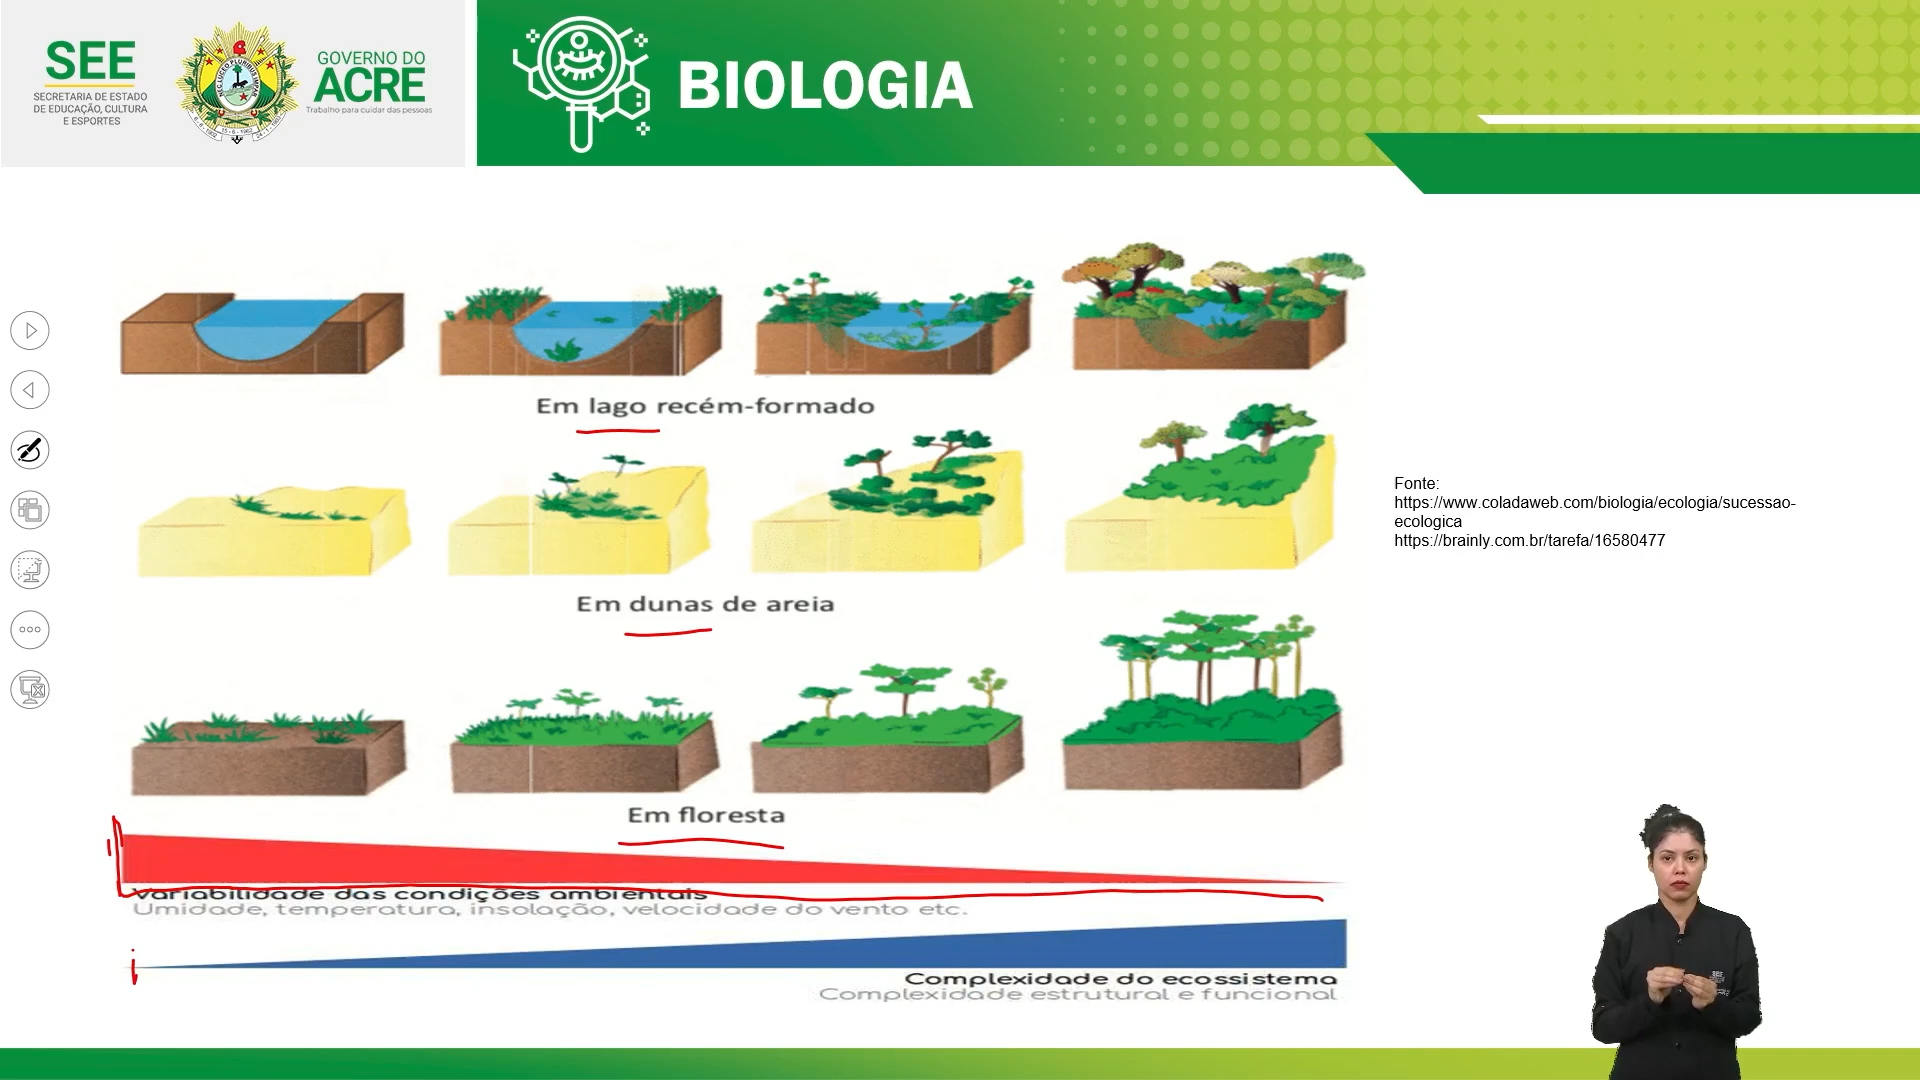 SEE
SECRETARIA DE ESTADO
DE EDUCAÇÃO, CULTURA
E ESPORTES
GOVERNO DO
ACRE
Trabalho para cuidar das pessoas
BIOLOGIA
Em lago recém-formado
Em dunas de areia
Em floresta
Fonte:
https://www.coladaweb.com/biologia/ecologia/sucessao-
ecologica
https://brainly.com.br/tarefa/16580477
Variabilidade das condições ambientais
Umidade, temperatura, insolação, velocidade do vento etc.
Complexidade do ecossistema
Complexidade estrutural e funcional
SEE